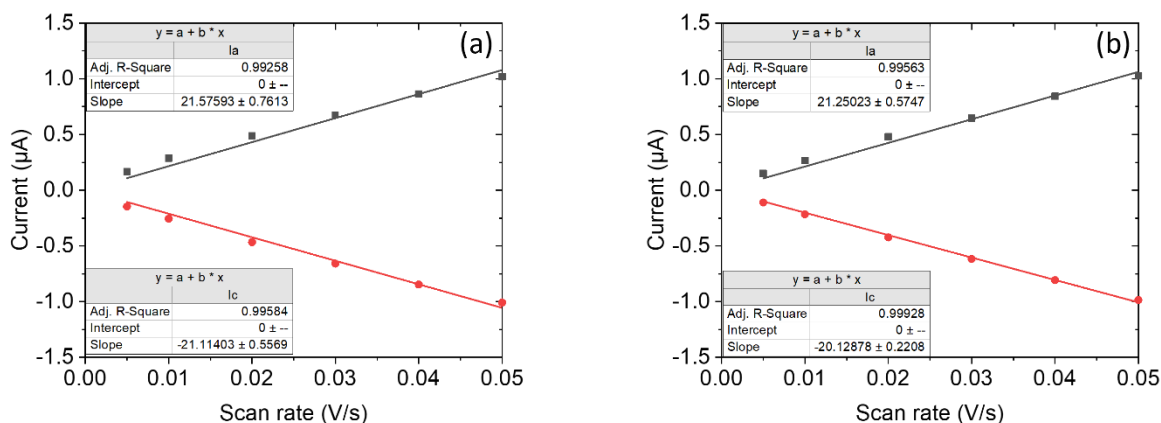 (a)
y = a + b * x
Ia
Adj. R-Square 0.99258
Intercept 0 ± --
Slope 21.57593 ± 0.7613
y = a + b * x
Ic
Adj. R-Square 0.99584
Intercept 0 ± --
Slope -21.11403 ± 0.5569
Current (µA)
1.5
1.0
0.5
0.0
-0.5
-1.0
-1.5
0.00 0.01 0.02 0.03 0.04 0.05
Scan rate (V/s)
(b)
y = a + b * x
Ia
Adj. R-Square 0.99563
Intercept 0 ± --
Slope 21.25023 ± 0.5747
y = a + b * x
Ic
Adj. R-Square 0.99928
Intercept 0 ± --
Slope -20.12878 ± 0.2208
Current (µA)
1.5
1.0
0.5
0.0
-0.5
-1.0
-1.5
0.00 0.01 0.02 0.03 0.04 0.05
Scan rate (V/s)